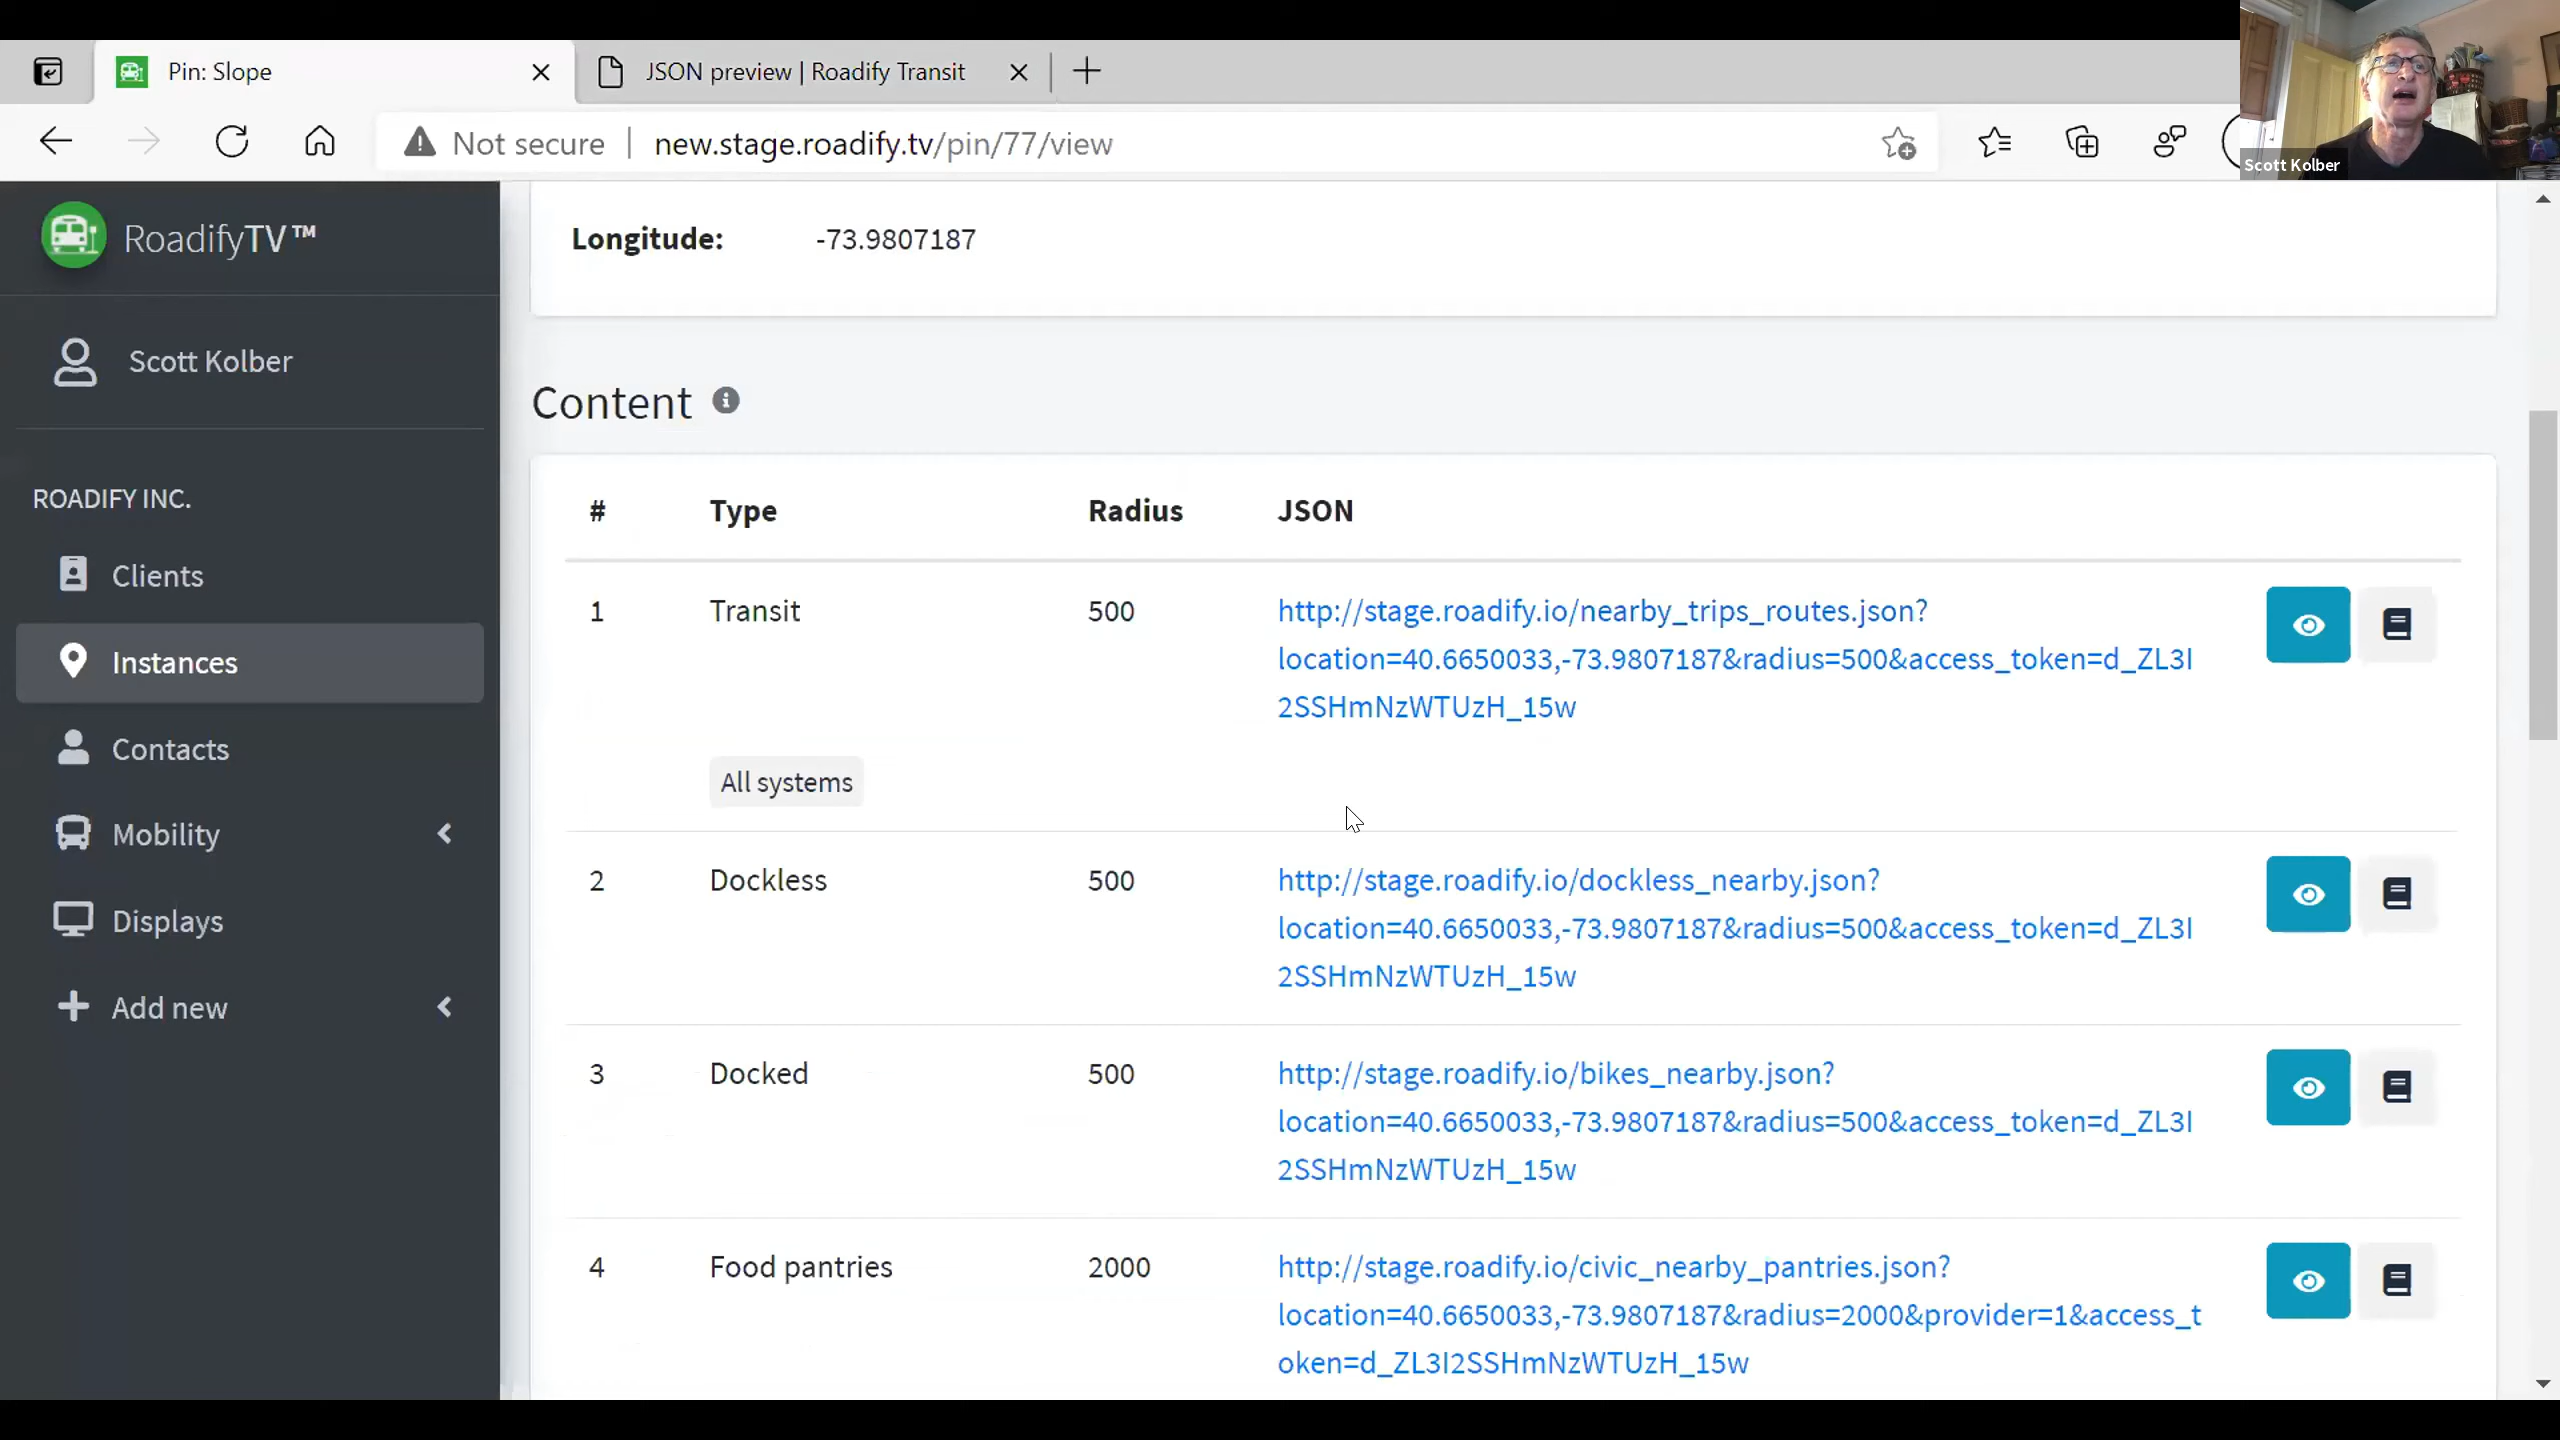 Pin: Slope
JSON preview | Roadify Transit
Not secure
new.stage.roadify.tv/pin/77/view
Scott Kolber
RoadifyTV™
Scott Kolber
ROADIFY INC.
Clients
Instances
Contacts
Mobility
Displays
Add new
Longitude: -73.9807187
Content
# Type Radius JSON
1 Transit 500 http://stage.roadify.io/nearby_trips_routes.json?
location=40.6650033,-73.9807187&radius=500&access_token=d_ZL3I
2SSHmNzWTUzH_15w
All systems
2 Dockless 500 http://stage.roadify.io/dockless_nearby.json?
location=40.6650033,-73.9807187&radius=500&access_token=d_ZL3I
2SSHmNzWTUzH_15w
3 Docked 500 http://stage.roadify.io/bikes_nearby.json?
location=40.6650033,-73.9807187&radius=500&access_token=d_ZL3I
2SSHmNzWTUzH_15w
4 Food pantries 2000 http://stage.roadify.io/civic_nearby_pantries.json?
location=40.6650033,-73.9807187&radius=2000&provider=1&access_t
oken=d_ZL3I2SSHmNzWTUzH_15w